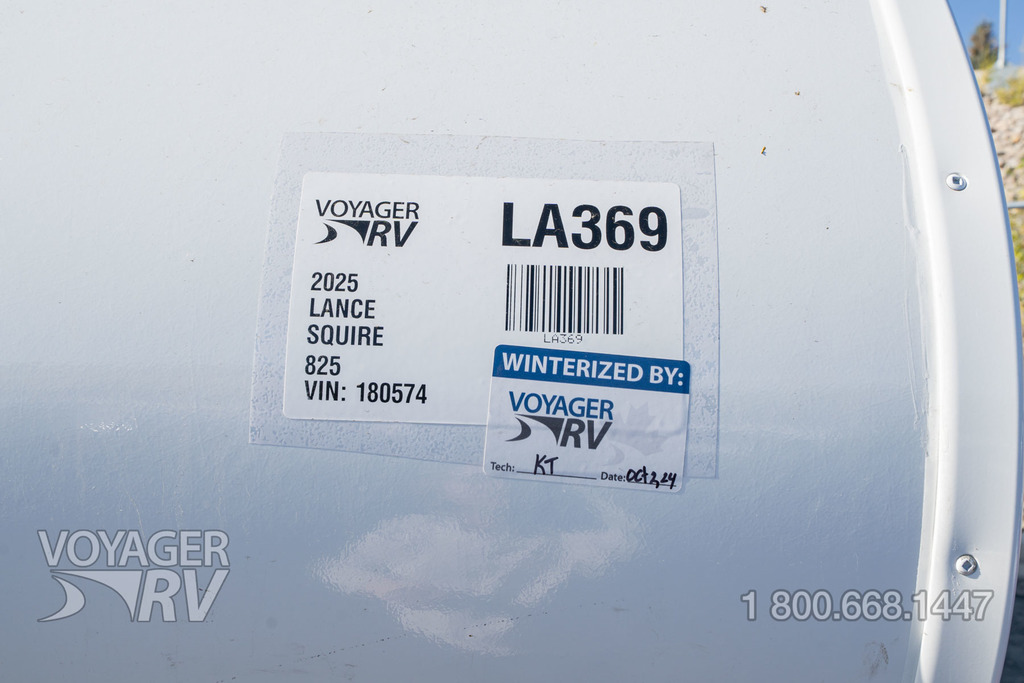 VOYAGER
RV
LA369
2025
LANCE
SQUIRE
825
VIN: 180574
LA369
WINTERIZED BY:
VOYAGER
RV
Tech: KT Date: Oct 2, 24
VOYAGER
RV
1 800.668.1447